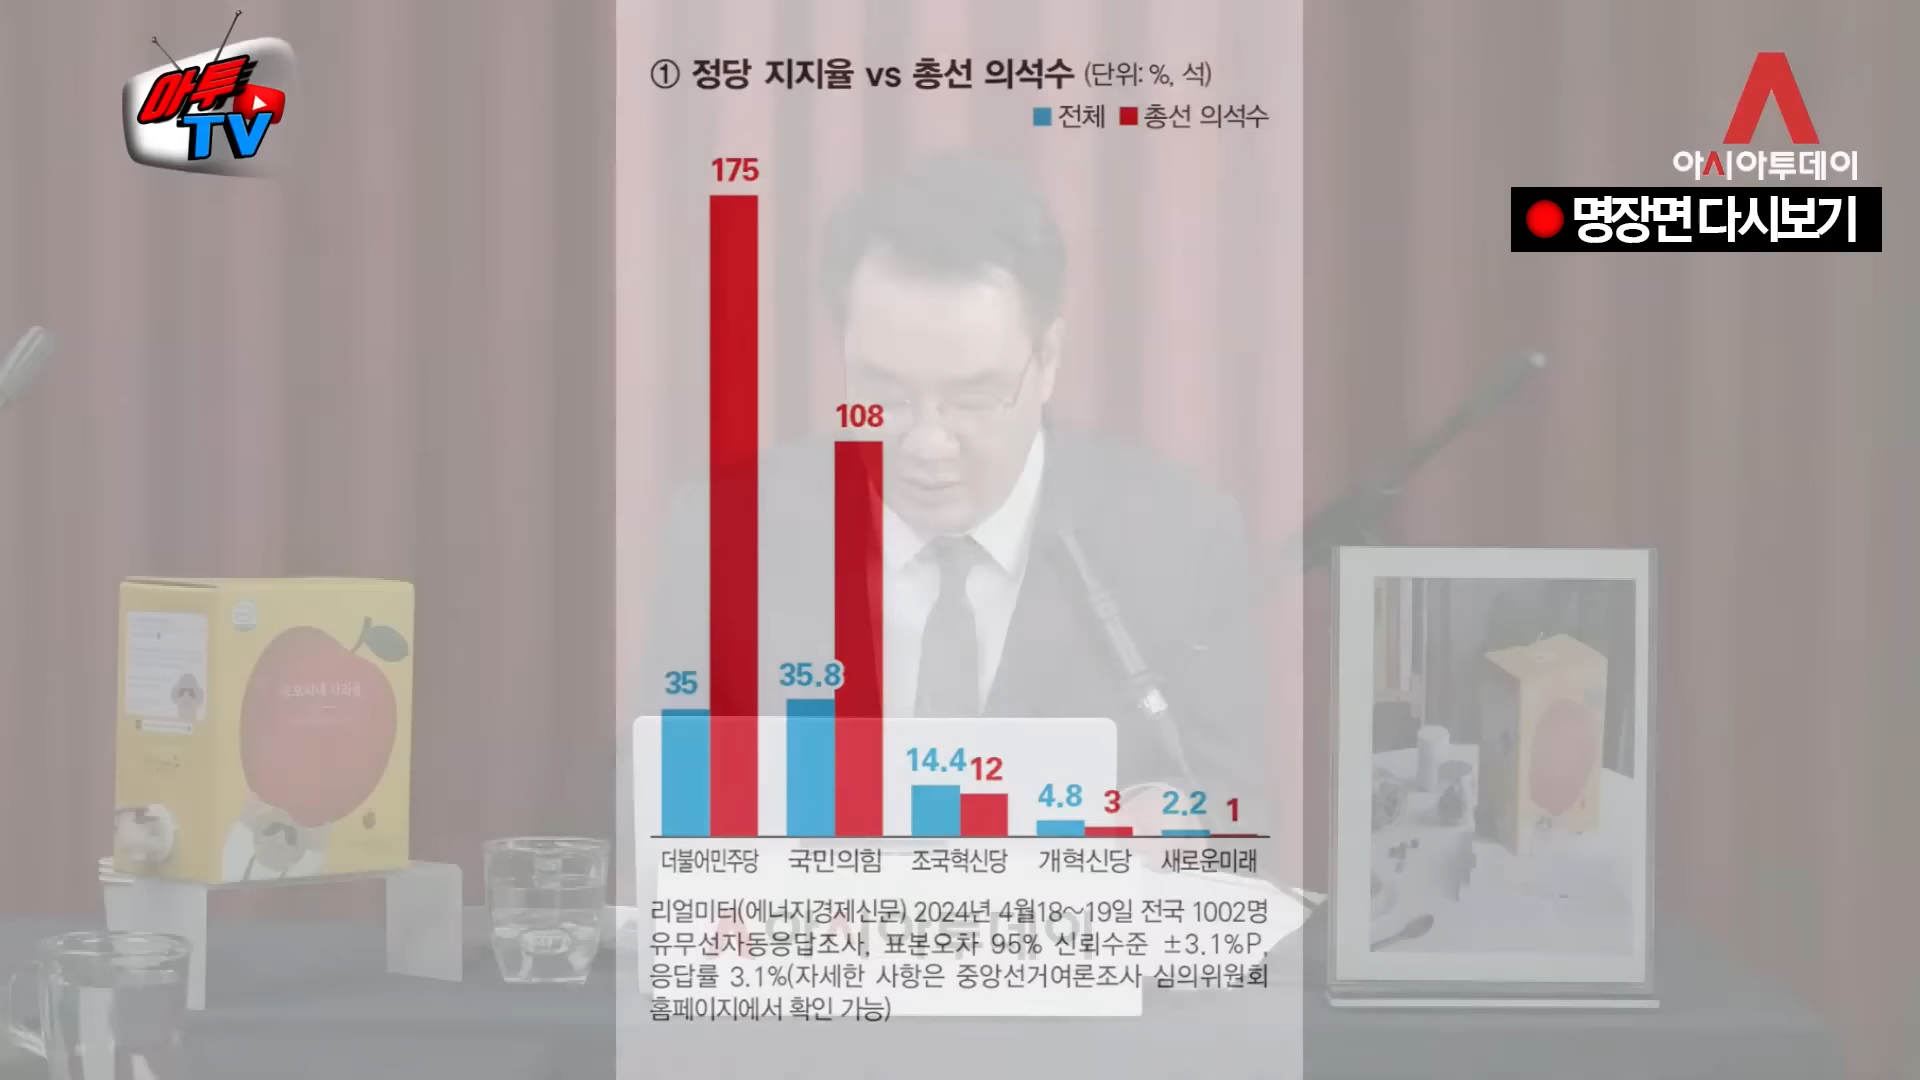 아투
TV
아시아투데이
명장면 다시보기
① 정당 지지율 vs 총선 의석수 (단위: %, 석)
전체 총선 의석수
175
108
35
35.8
14.4
12
4.8
3
2.2
1
더불어민주당 국민의힘 조국혁신당 개혁신당 새로운미래
리얼미터(에너지경제신문) 2024년 4월18~19일 전국 1002명
유무선자동응답조사, 표본오차 95% 신뢰수준 ±3.1%P,
응답률 3.1%(자세한 사항은 중앙선거여론조사 심의위원회
홈페이지에서 확인 가능)
아시아투데이